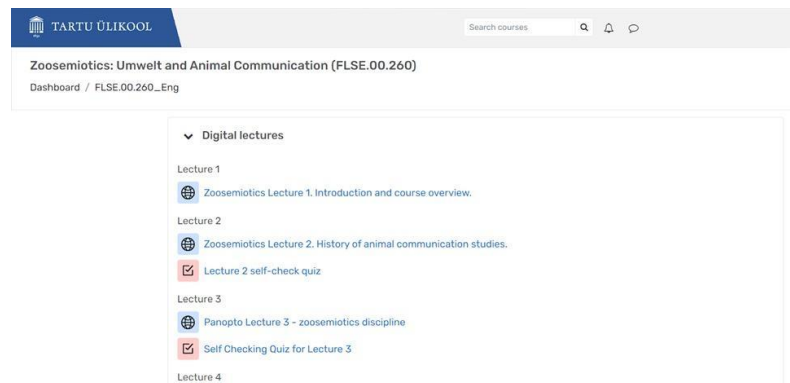 TARTU ÜLIKOOL
Search courses
Zoosemiotics: Umwelt and Animal Communication (FLSE.00.260)
Dashboard / FLSE.00.260_Eng
Digital lectures
Lecture 1
Zoosemiotics Lecture 1. Introduction and course overview.
Lecture 2
Zoosemiotics Lecture 2. History of animal communication studies.
Lecture 2 self-check quiz
Lecture 3
Panopto Lecture 3 - zoosemiotics discipline
Self Checking Quiz for Lecture 3
Lecture 4